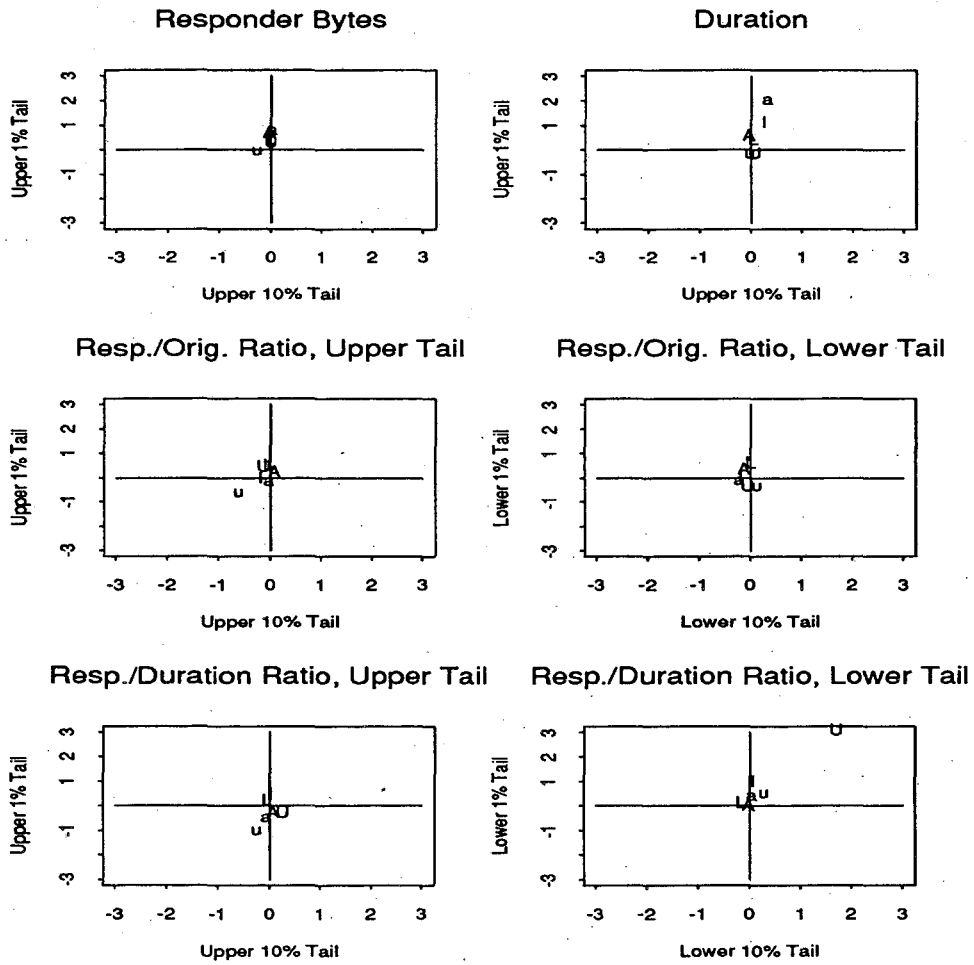 Responder Bytes
Upper 1% Tail
3
2
1
-1
-3
a
A
U
u
-3 -2 -1 0 1 2 3
Upper 10% Tail
Duration
Upper 1% Tail
3
2
1
-1
-3
a
l
A
u
U
-3 -2 -1 0 1 2 3
Upper 10% Tail
Resp./Orig. Ratio, Upper Tail
Upper 1% Tail
3
2
1
-1
-3
U
A
a
u
-3 -2 -1 0 1 2 3
Upper 10% Tail
Resp./Orig. Ratio, Lower Tail
Lower 1% Tail
3
2
1
-1
-3
A
a
U u
-3 -2 -1 0 1 2 3
Lower 10% Tail
Resp./Duration Ratio, Upper Tail
Upper 1% Tail
3
2
1
-1
-3
L
A U
a
u
-3 -2 -1 0 1 2 3
Upper 10% Tail
Resp./Duration Ratio, Lower Tail
Lower 1% Tail
3
2
1
-1
-3
U
l
a u
L A
-3 -2 -1 0 1 2 3
Lower 10% Tail